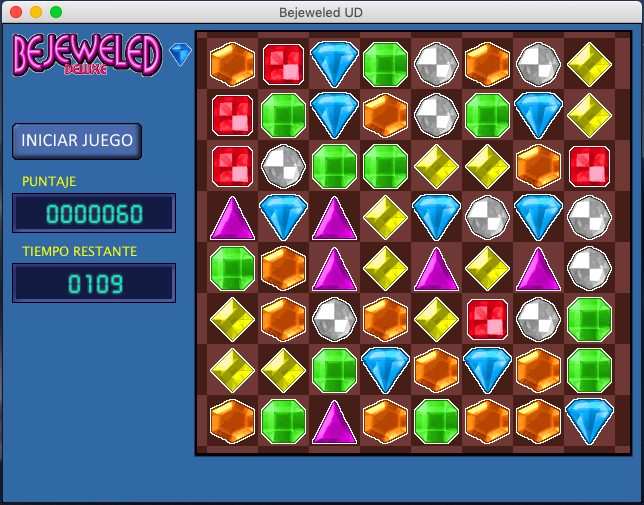 Bejeweled UD
BEJEWELED
DELUXE
INICIAR JUEGO
PUNTAJE
0000060
TIEMPO RESTANTE
0109